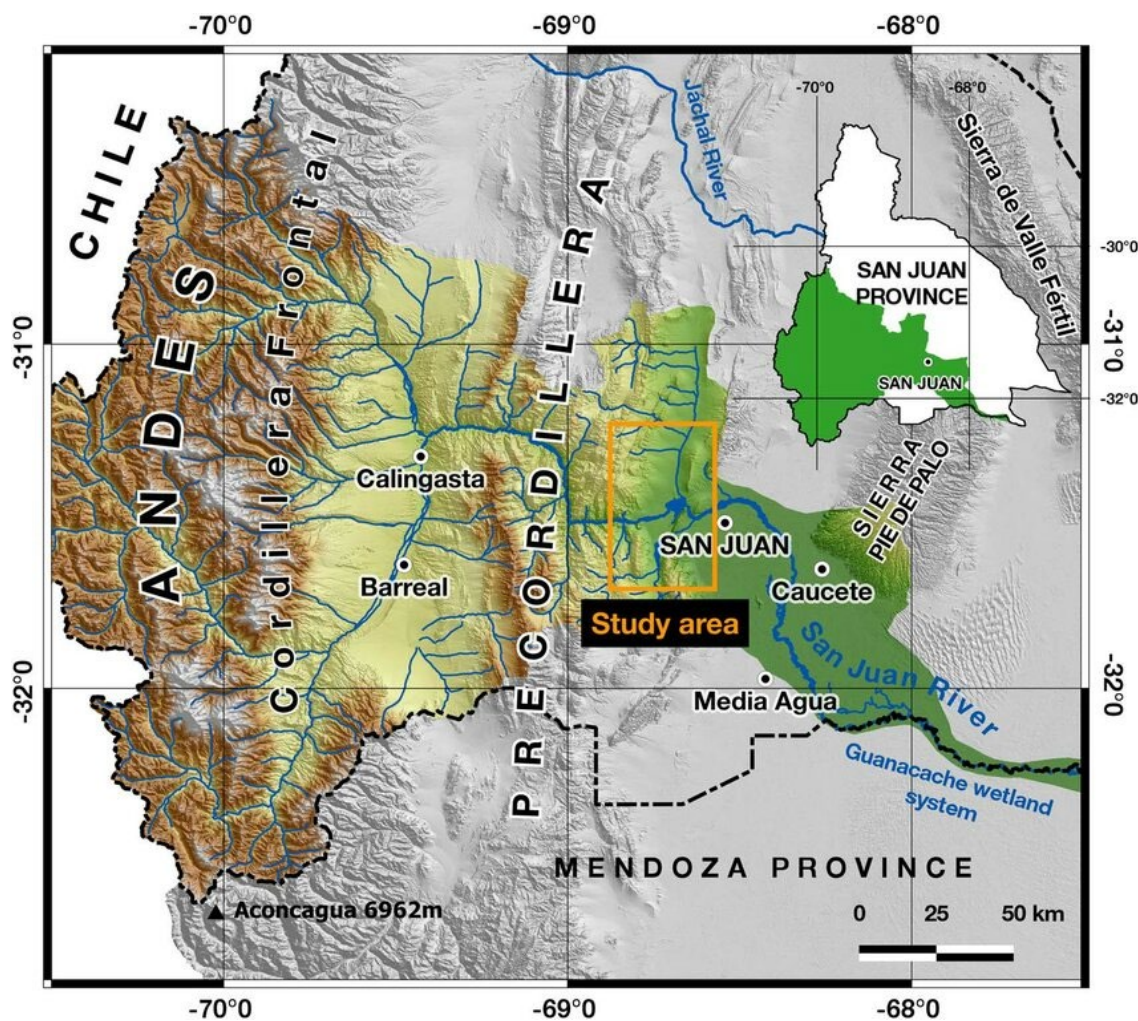 -70°0
-69°0
-68°0
CHILE
Jáchal River
-70°0
-68°0
Sierra de Valle Fértil
Cordillera Frontal
ANDES
PRECORDILLERA
-30°0
SAN JUAN
PROVINCE
-31°0
-31°0
SAN JUAN
-32°0
Calingasta
SIERRA
PIE DE PALO
SAN JUAN
Barreal
Caucete
Study area
San Juan River
-32°0
Media Agua
-32°0
Guanacache wetland
system
MENDOZA PROVINCE
Aconcagua 6962m
0 25 50 km
-70°0
-69°0
-68°0